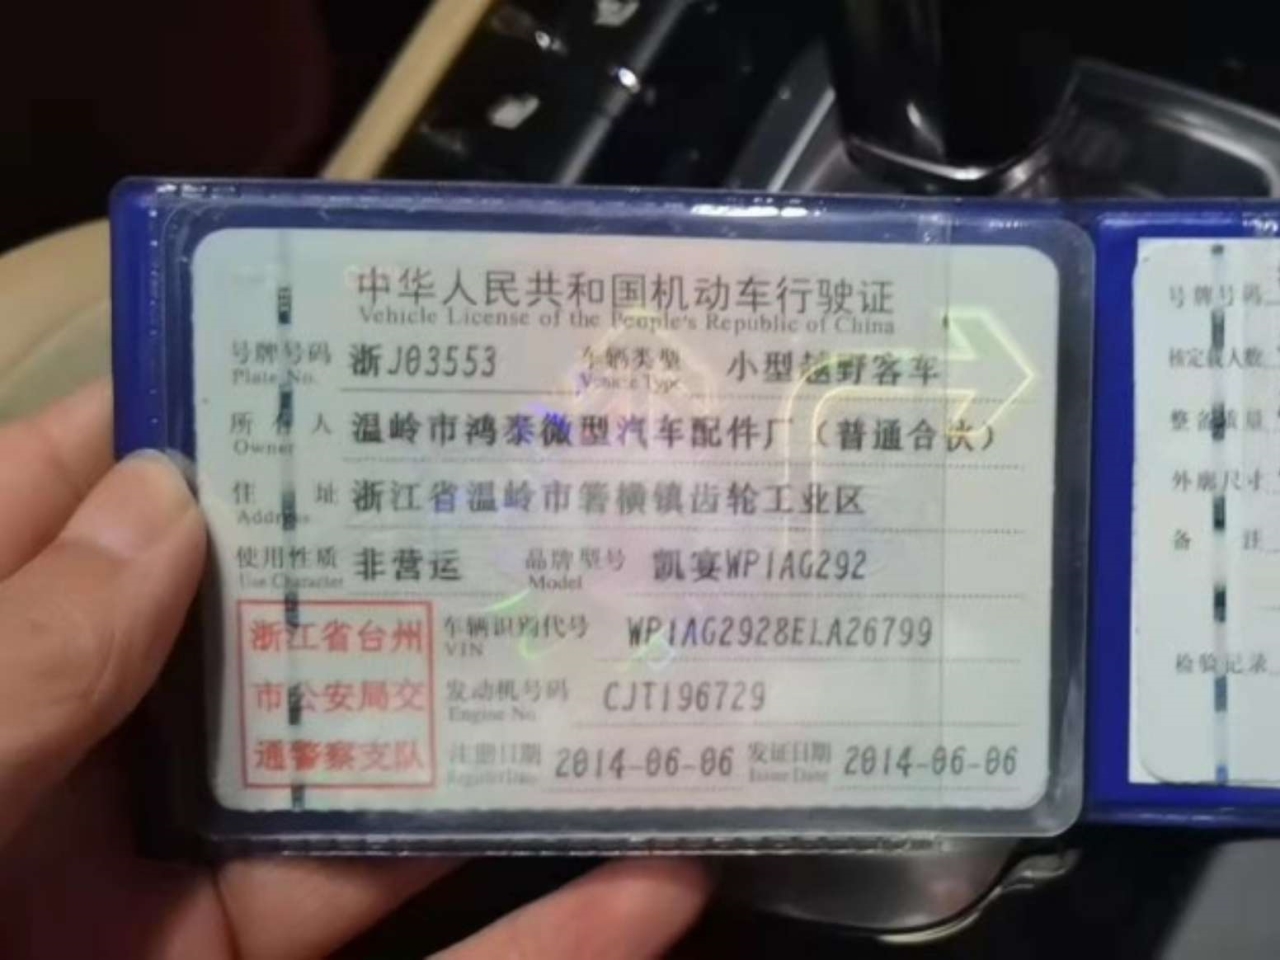 中华人民共和国机动车行驶证
Vehicle License of the People's Republic of China
号牌号码 浙J03553 车辆类型 小型越野客车
Plate No. Vehicle Type
所有人 温岭市鸿泰微型汽车配件厂（普通合伙）
Owner
住址 浙江省温岭市箬横镇齿轮工业区
Address
使用性质 非营运 品牌型号 凯宴WP1AG292
Use Character Model
浙江省台州
市公安局交
通警察支队
车辆识别代号 WP1AG2928ELA26799
VIN
发动机号码 CJT196729
Engine No.
注册日期 2014-06-06 发证日期 2014-06-06
Register Date Issue Date
号牌号码
核定载人数
整备质量
外廓尺寸
备注
检验记录